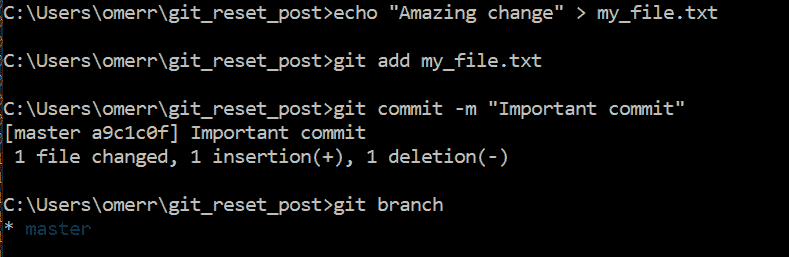 C:\Users\omerr\git_reset_post>echo "Amazing change" > my_file.txt
C:\Users\omerr\git_reset_post>git add my_file.txt
C:\Users\omerr\git_reset_post>git commit -m "Important commit"
[master a9c1c0f] Important commit
 1 file changed, 1 insertion(+), 1 deletion(-)
C:\Users\omerr\git_reset_post>git branch
* master